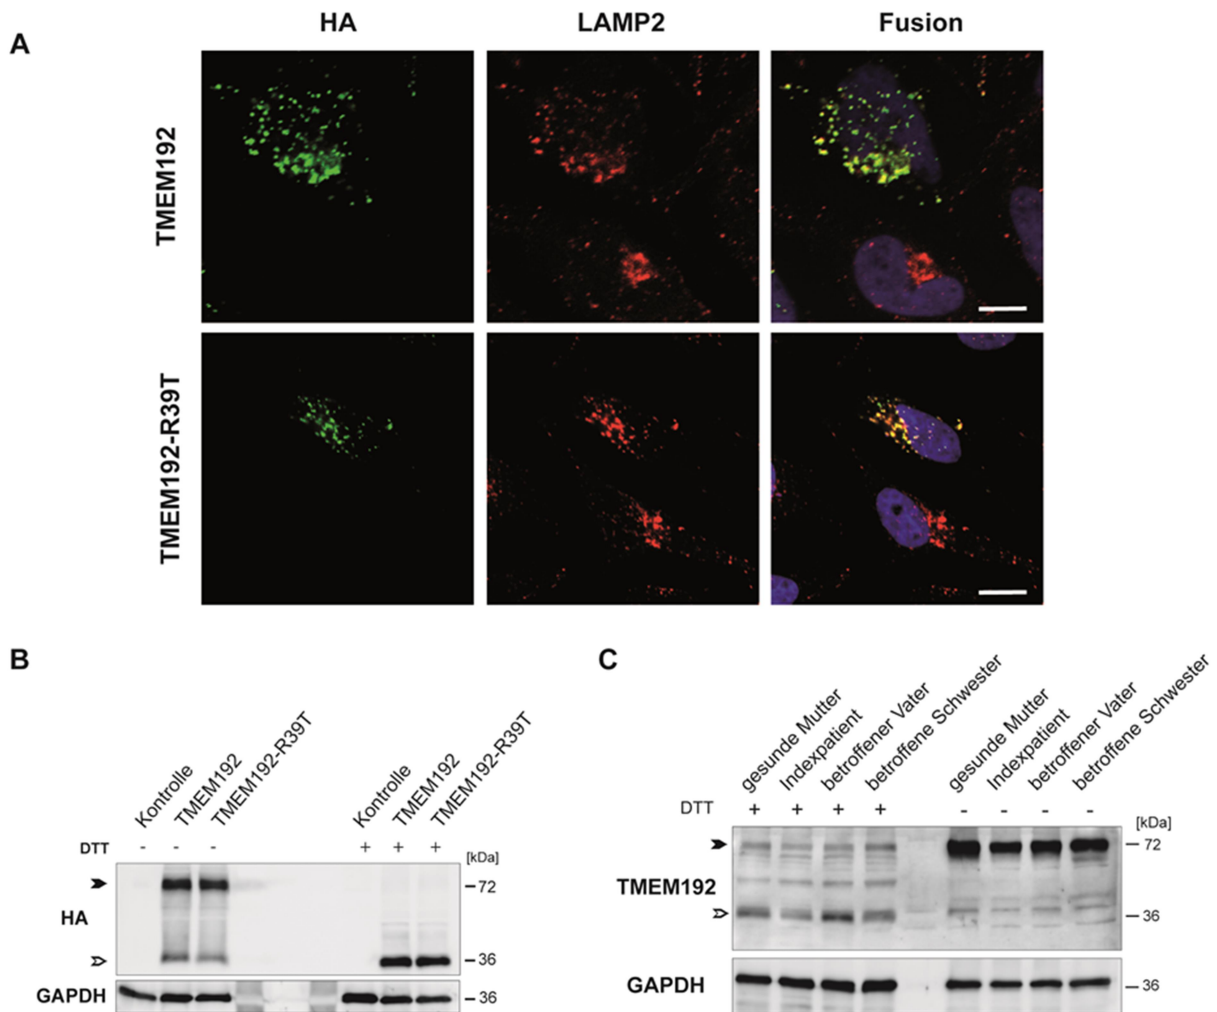 HA LAMP2 Fusion
A
TMEM192
TMEM192-R39T
B
Kontrolle TMEM192 TMEM192-R39T Kontrolle TMEM192 TMEM192-R39T
DTT - - - + + +
[kDa]
72
HA
36
GAPDH 36
C
gesunde Mutter Indexpatient betroffener Vater betroffene Schwester gesunde Mutter Indexpatient betroffener Vater betroffene Schwester
DTT + + + + - - - -
[kDa]
72
TMEM192
36
GAPDH 36